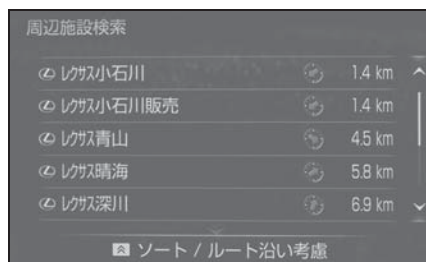 周辺施設検索
レクサス小石川 1.4 km
レクサス小石川販売 1.4 km
レクサス青山 4.5 km
レクサス晴海 5.8 km
レクサス深川 6.9 km
ソート / ルート沿い考慮